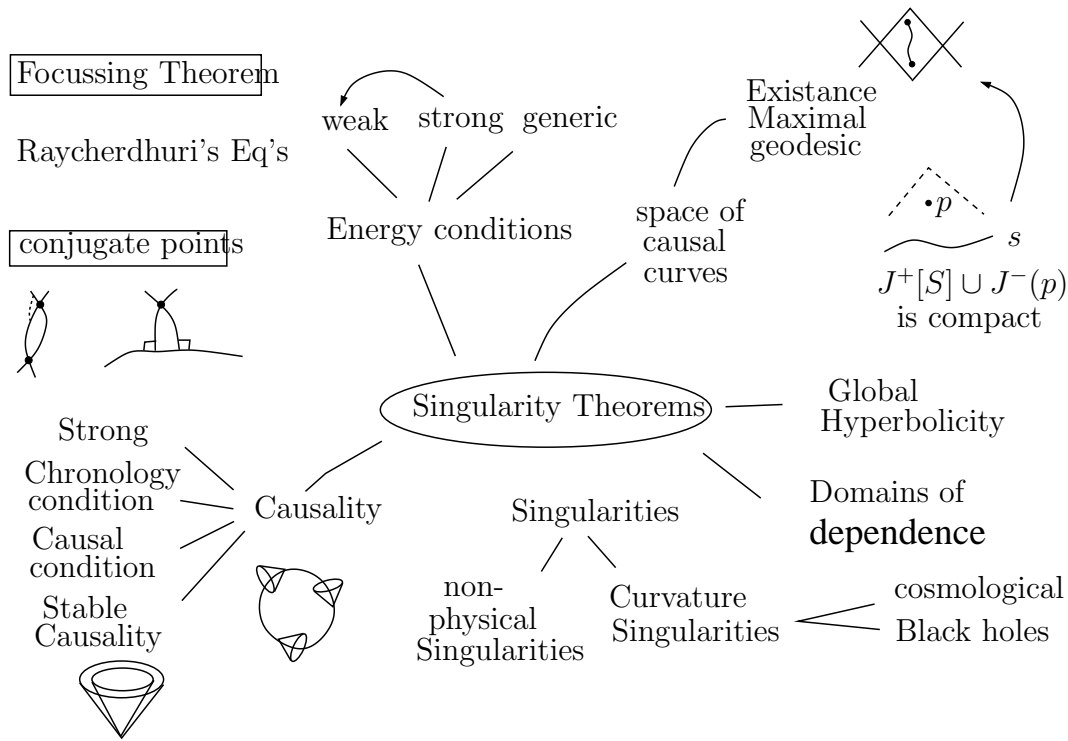 Focussing Theorem
Raycherdhuri's Eq's
conjugate points
weak strong generic
Energy conditions
Existance
Maximal
geodesic
space of
causal
curves
p
s
J⁺[S] ∪ J⁻(p)
is compact
Singularity Theorems
Global
Hyperbolicity
Domains of
dependence
Strong
Chronology
condition
Causal
condition
Stable
Causality
Causality
Singularities
non-
physical
Singularities
Curvature
Singularities
cosmological
Black holes